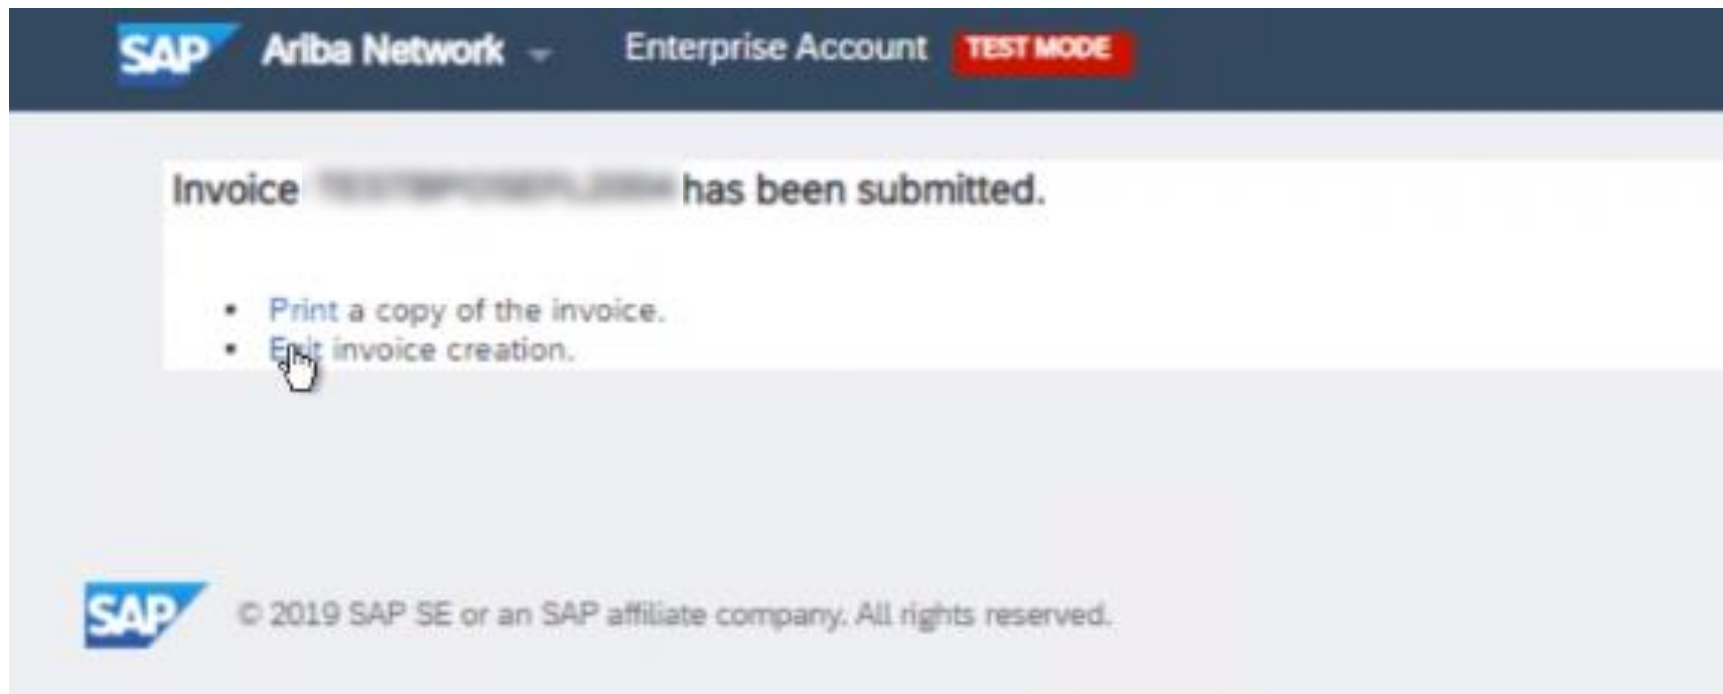 SAP Ariba Network Enterprise Account TEST MODE
Invoice has been submitted.
▪ Print a copy of the invoice.
▪ Exit invoice creation.
SAP © 2019 SAP SE or an SAP affiliate company. All rights reserved.